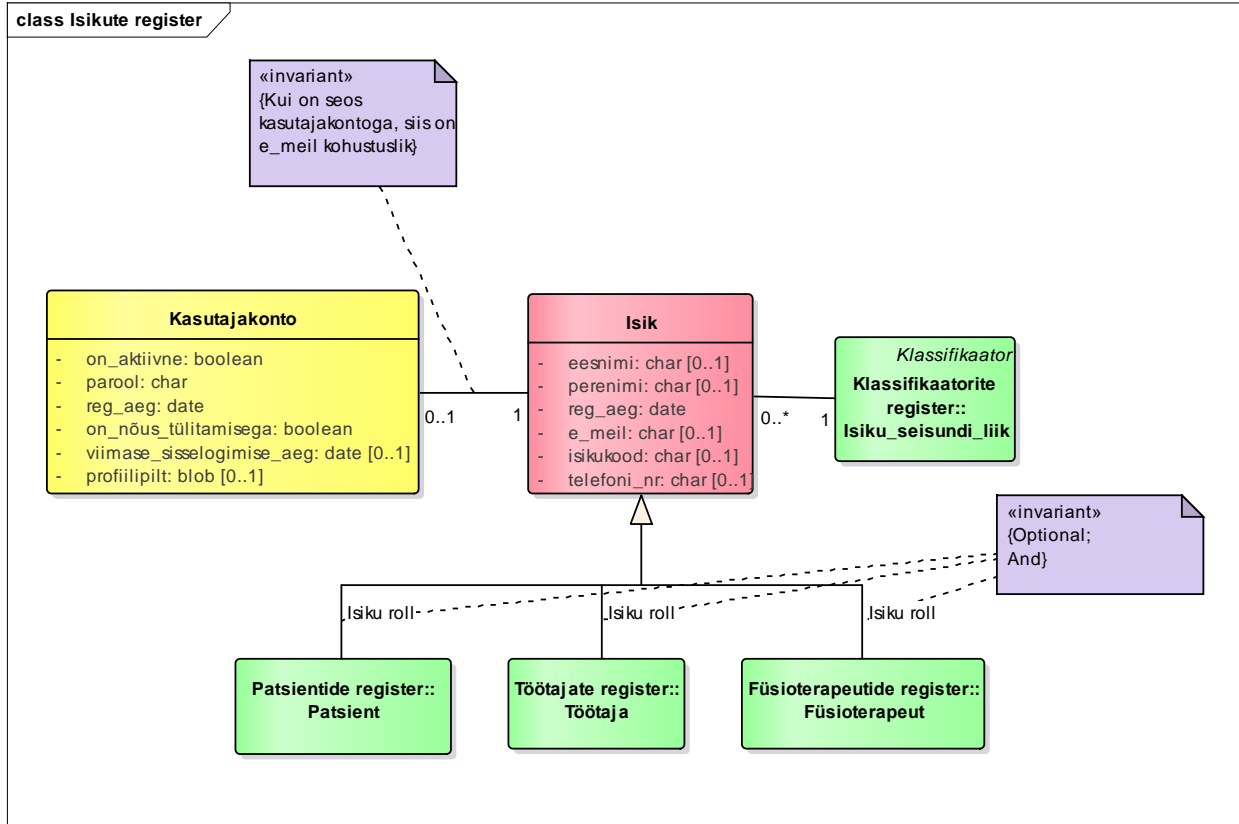 class Isikute register
«invariant»
{Kui on seos
kasutajakontoga, siis on
e_meil kohustuslik}
Kasutajakonto
- on_aktiivne: boolean
- parool: char
- reg_aeg: date
- on_nõus_tülitamisega: boolean
- viimase_sisselogimise_aeg: date [0..1]
- profiilipilt: blob [0..1]
0..1
1
Isik
- eesnimi: char [0..1]
- perenimi: char [0..1]
- reg_aeg: date
- e_meil: char [0..1]
- isikukood: char [0..1]
- telefoni_nr: char [0..1]
0..*
1
Klassifikaator
Klassifikaatorite
register::
Isiku_seisundi_liik
«invariant»
{Optional;
And}
Isiku roll
Isiku roll
Isiku roll
Patsientide register::
Patsient
Töötajate register::
Töötaja
Füsioterapeutide register::
Füsioterapeut